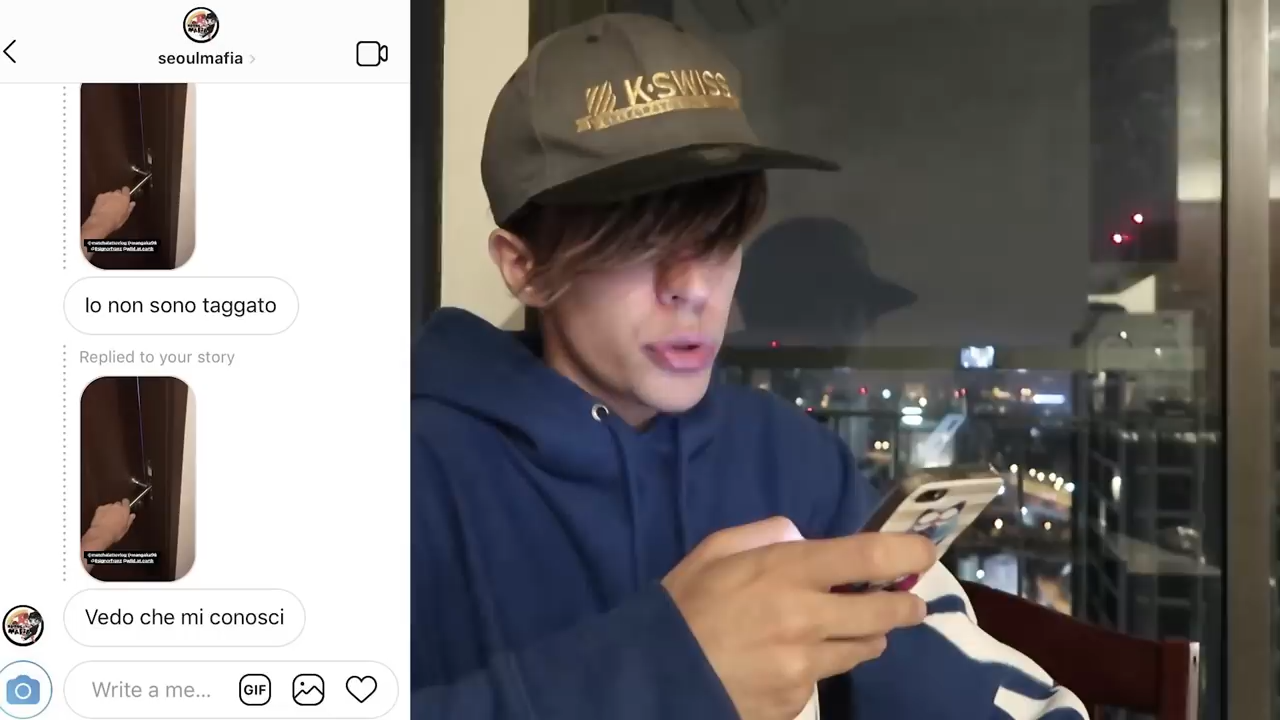 seoulmafia
Io non sono taggato
Replied to your story
Vedo che mi conosci
Write a me...
GIF
K·SWISS